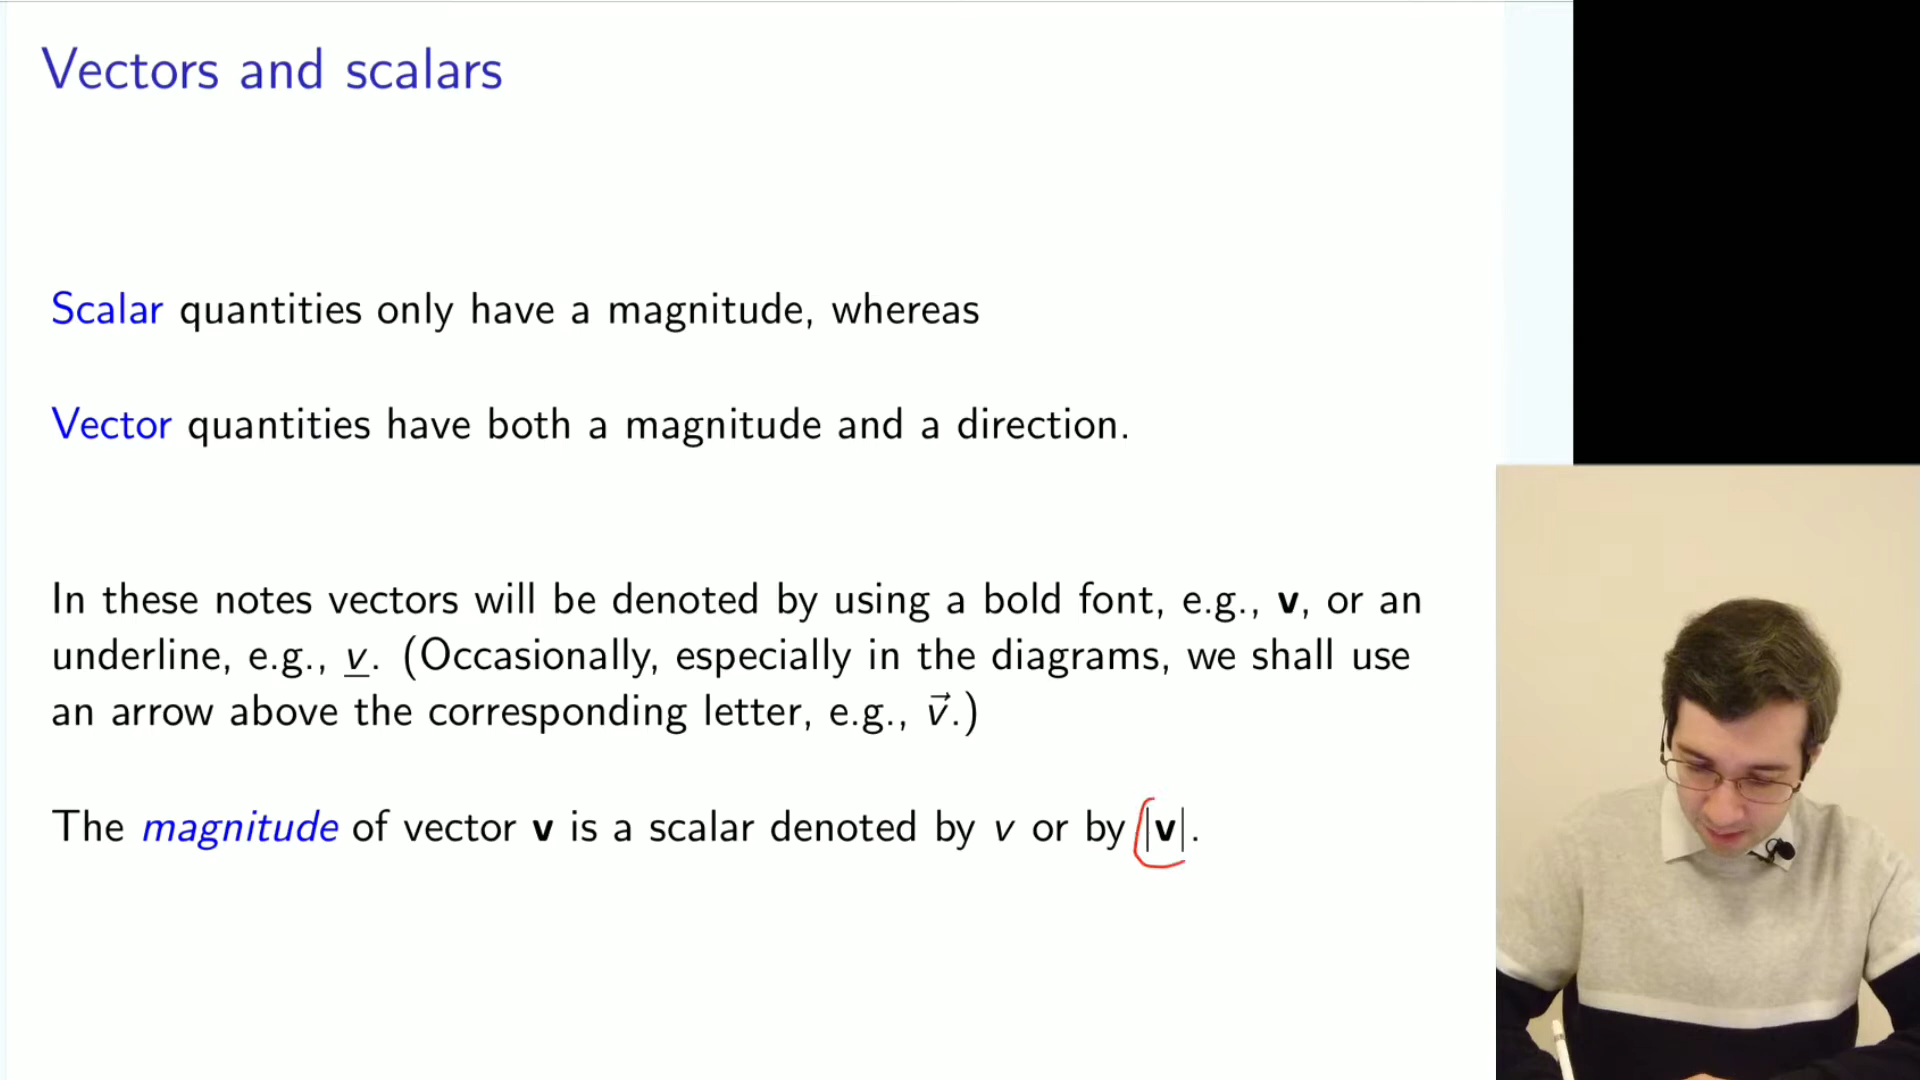 Vectors and scalars
Scalar quantities only have a magnitude, whereas
Vector quantities have both a magnitude and a direction.
In these notes vectors will be denoted by using a bold font, e.g., v, or an
underline, e.g., v. (Occasionally, especially in the diagrams, we shall use
an arrow above the corresponding letter, e.g., v⃗.)
The magnitude of vector v is a scalar denoted by v or by |v|.